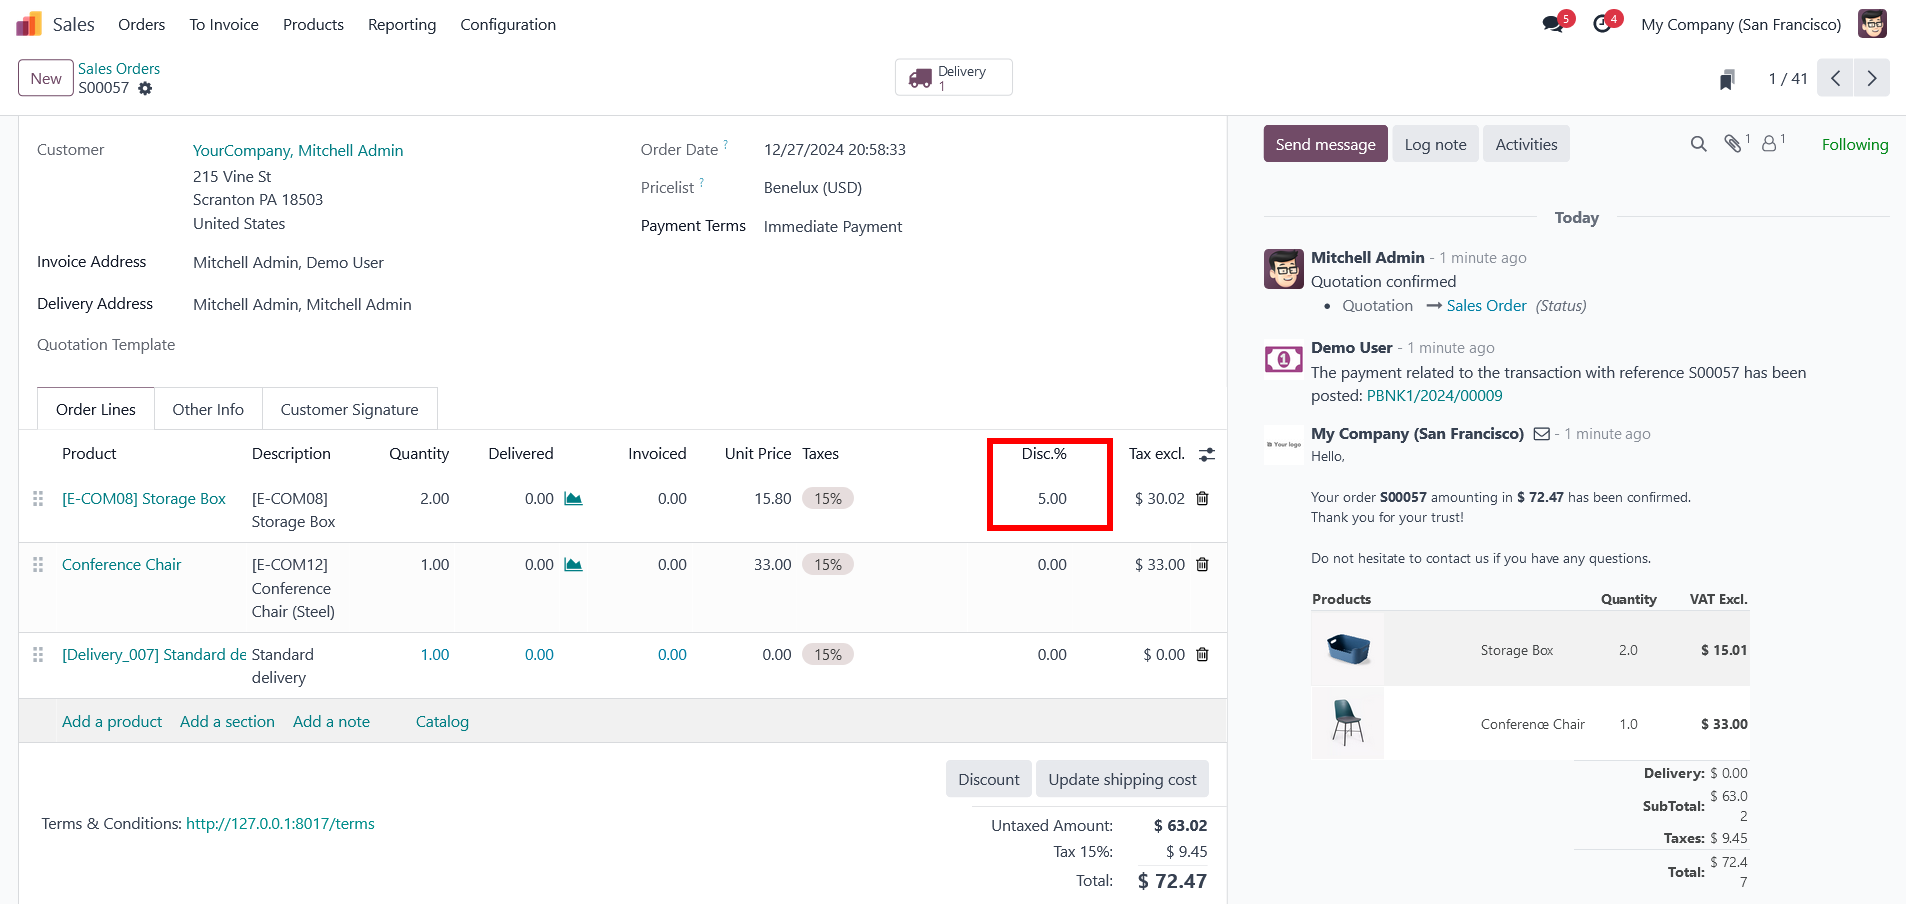 Sales Orders To Invoice Products Reporting Configuration 5 4 My Company (San Francisco)
New Sales Orders
S00057
Delivery
1
1 / 41
Customer YourCompany, Mitchell Admin
215 Vine St
Scranton PA 18503
United States
Order Date ? 12/27/2024 20:58:33
Pricelist ? Benelux (USD)
Payment Terms Immediate Payment
Invoice Address Mitchell Admin, Demo User
Delivery Address Mitchell Admin, Mitchell Admin
Quotation Template
Order Lines Other Info Customer Signature
Product Description Quantity Delivered Invoiced Unit Price Taxes Disc.% Tax excl.
[E-COM08] Storage Box [E-COM08] 2.00 0.00 0.00 15.80 15% 5.00 $ 30.02
Storage Box
Conference Chair [E-COM12] 1.00 0.00 0.00 33.00 15% 0.00 $ 33.00
Conference
Chair (Steel)
[Delivery_007] Standard de Standard 1.00 0.00 0.00 0.00 15% 0.00 $ 0.00
delivery
Add a product Add a section Add a note Catalog
Discount Update shipping cost
Terms & Conditions: http://127.0.0.1:8017/terms
Untaxed Amount: $ 63.02
Tax 15%: $ 9.45
Total: $ 72.47
Send message Log note Activities 1 1 Following
Today
Mitchell Admin - 1 minute ago
Quotation confirmed
• Quotation → Sales Order (Status)
1
Demo User - 1 minute ago
The payment related to the transaction with reference S00057 has been
posted: PBNK1/2024/00009
Your logo
My Company (San Francisco) - 1 minute ago
Hello,
Your order S00057 amounting in $ 72.47 has been confirmed.
Thank you for your trust!
Do not hesitate to contact us if you have any questions.
Products Quantity VAT Excl.
Storage Box 2.0 $ 15.01
Conference Chair 1.0 $ 33.00
Delivery: $ 0.00
SubTotal: $ 63.0
2
Taxes: $ 9.45
Total: $ 72.4
7